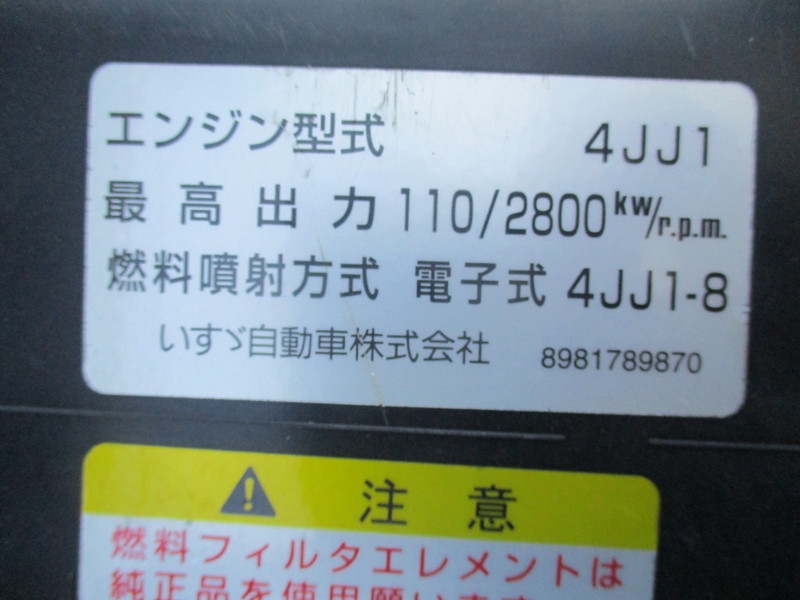 エンジン型式 4JJ1
最高出力 110/2800kW/r.p.m.
燃料噴射方式 電子式 4JJ1-8
いすゞ自動車株式会社 8981789870
注意
燃料フィルタエレメントは
純正品を使用願います